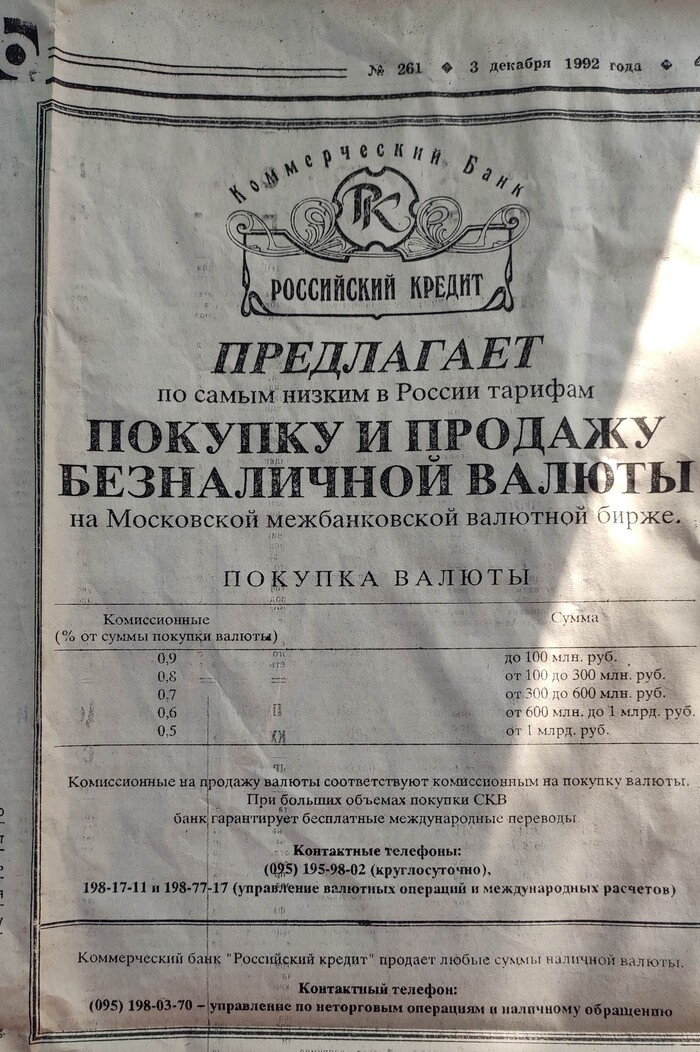 № 261 ◆ 3 декабря 1992 года ◆
Коммерческий Банк
РК
РОССИЙСКИЙ КРЕДИТ
ПРЕДЛАГАЕТ
по самым низким в России тарифам
ПОКУПКУ И ПРОДАЖУ
БЕЗНАЛИЧНОЙ ВАЛЮТЫ
на Московской межбанковской валютной бирже.
ПОКУПКА ВАЛЮТЫ
Комиссионные Сумма
(% от суммы покупки валюты)
0,9 до 100 млн. руб.
0,8 от 100 до 300 млн. руб.
0,7 от 300 до 600 млн. руб.
0,6 от 600 млн. до 1 млрд. руб.
0,5 от 1 млрд. руб.
Комиссионные на продажу валюты соответствуют комиссионным на покупку валюты.
При больших объемах покупки СКВ
банк гарантирует бесплатные международные переводы.
Контактные телефоны:
(095) 195-98-02 (круглосуточно),
198-17-11 и 198-77-17 (управление валютных операций и международных расчетов)
Коммерческий банк "Российский кредит" продает любые суммы наличной валюты.
Контактный телефон:
(095) 198-03-70 – управление по неторговым операциям и наличному обращению